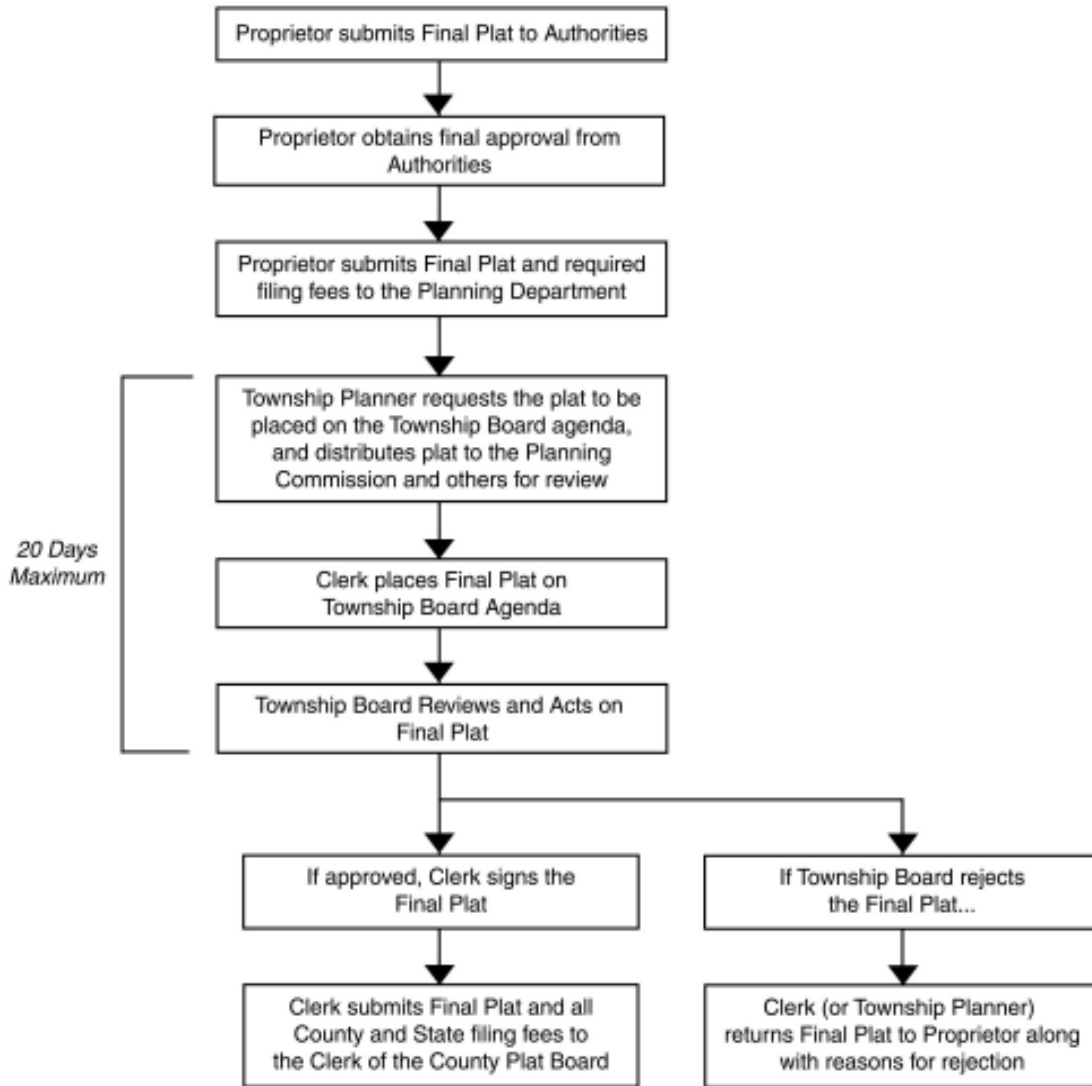 Proprietor submits Final Plat to Authorities
Proprietor obtains final approval from
Authorities
Proprietor submits Final Plat and required
filing fees to the Planning Department
Township Planner requests the plat to be
placed on the Township Board agenda,
and distributes plat to the Planning
Commission and others for review
20 Days
Maximum
Clerk places Final Plat on
Township Board Agenda
Township Board Reviews and Acts on
Final Plat
If approved, Clerk signs the
Final Plat
If Township Board rejects
the Final Plat...
Clerk submits Final Plat and all
County and State filing fees to
the Clerk of the County Plat Board
Clerk (or Township Planner)
returns Final Plat to Proprietor along
with reasons for rejection